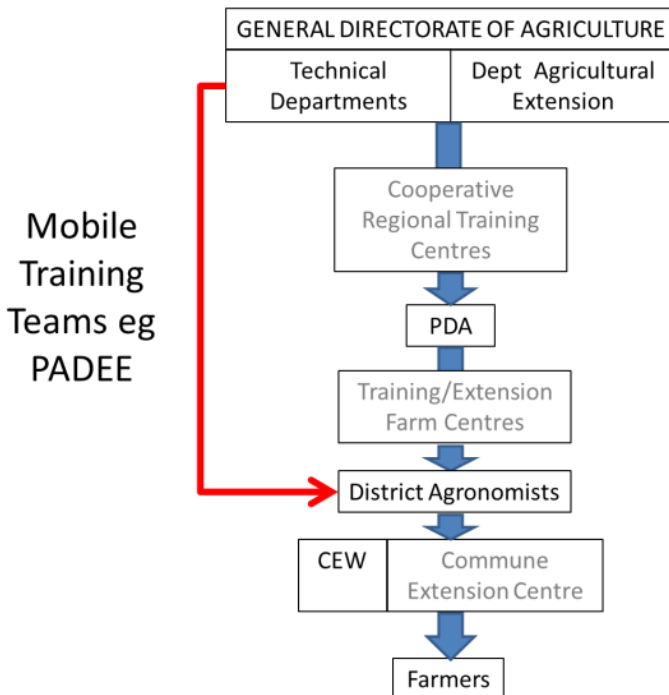 GENERAL DIRECTORATE OF AGRICULTURE
Technical
Departments
Dept Agricultural
Extension
Cooperative
Regional Training
Centres
Mobile
Training
Teams eg
PADEE
PDA
Training/Extension
Farm Centres
District Agronomists
CEW
Commune
Extension Centre
Farmers